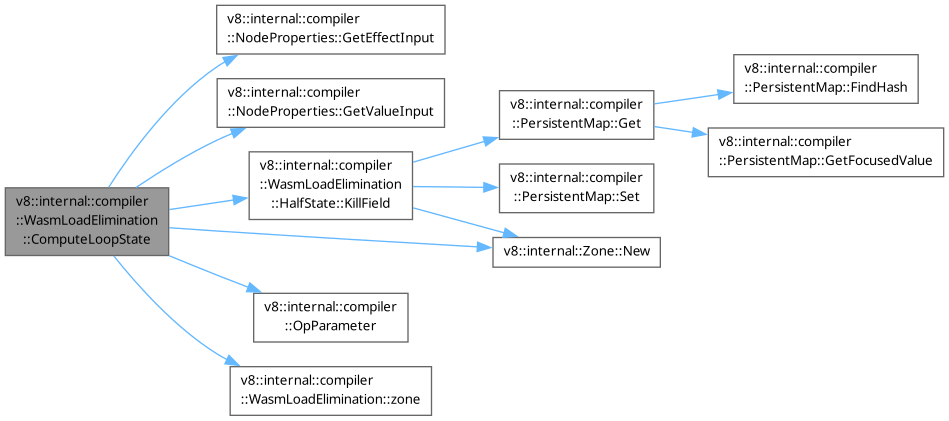 v8::internal::compiler
::WasmLoadElimination
::ComputeLoopState
v8::internal::compiler
::NodeProperties::GetEffectInput
v8::internal::compiler
::NodeProperties::GetValueInput
v8::internal::compiler
::WasmLoadElimination
::HalfState::KillField
v8::internal::compiler
::PersistentMap::Get
v8::internal::compiler
::PersistentMap::FindHash
v8::internal::compiler
::PersistentMap::GetFocusedValue
v8::internal::compiler
::PersistentMap::Set
v8::internal::Zone::New
v8::internal::compiler
::OpParameter
v8::internal::compiler
::WasmLoadElimination::zone